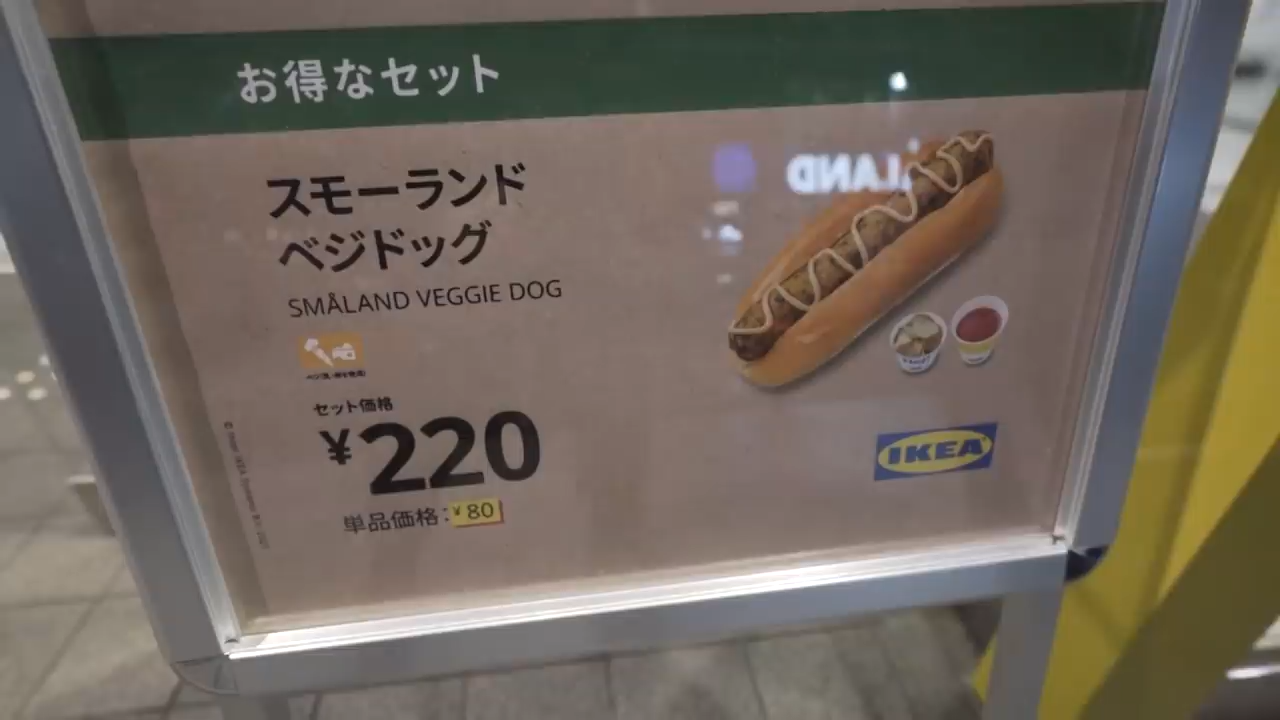 お得なセット
スモーランド
ベジドッグ
SMÅLAND VEGGIE DOG
セット価格
¥220
単品価格:¥80
IKEA